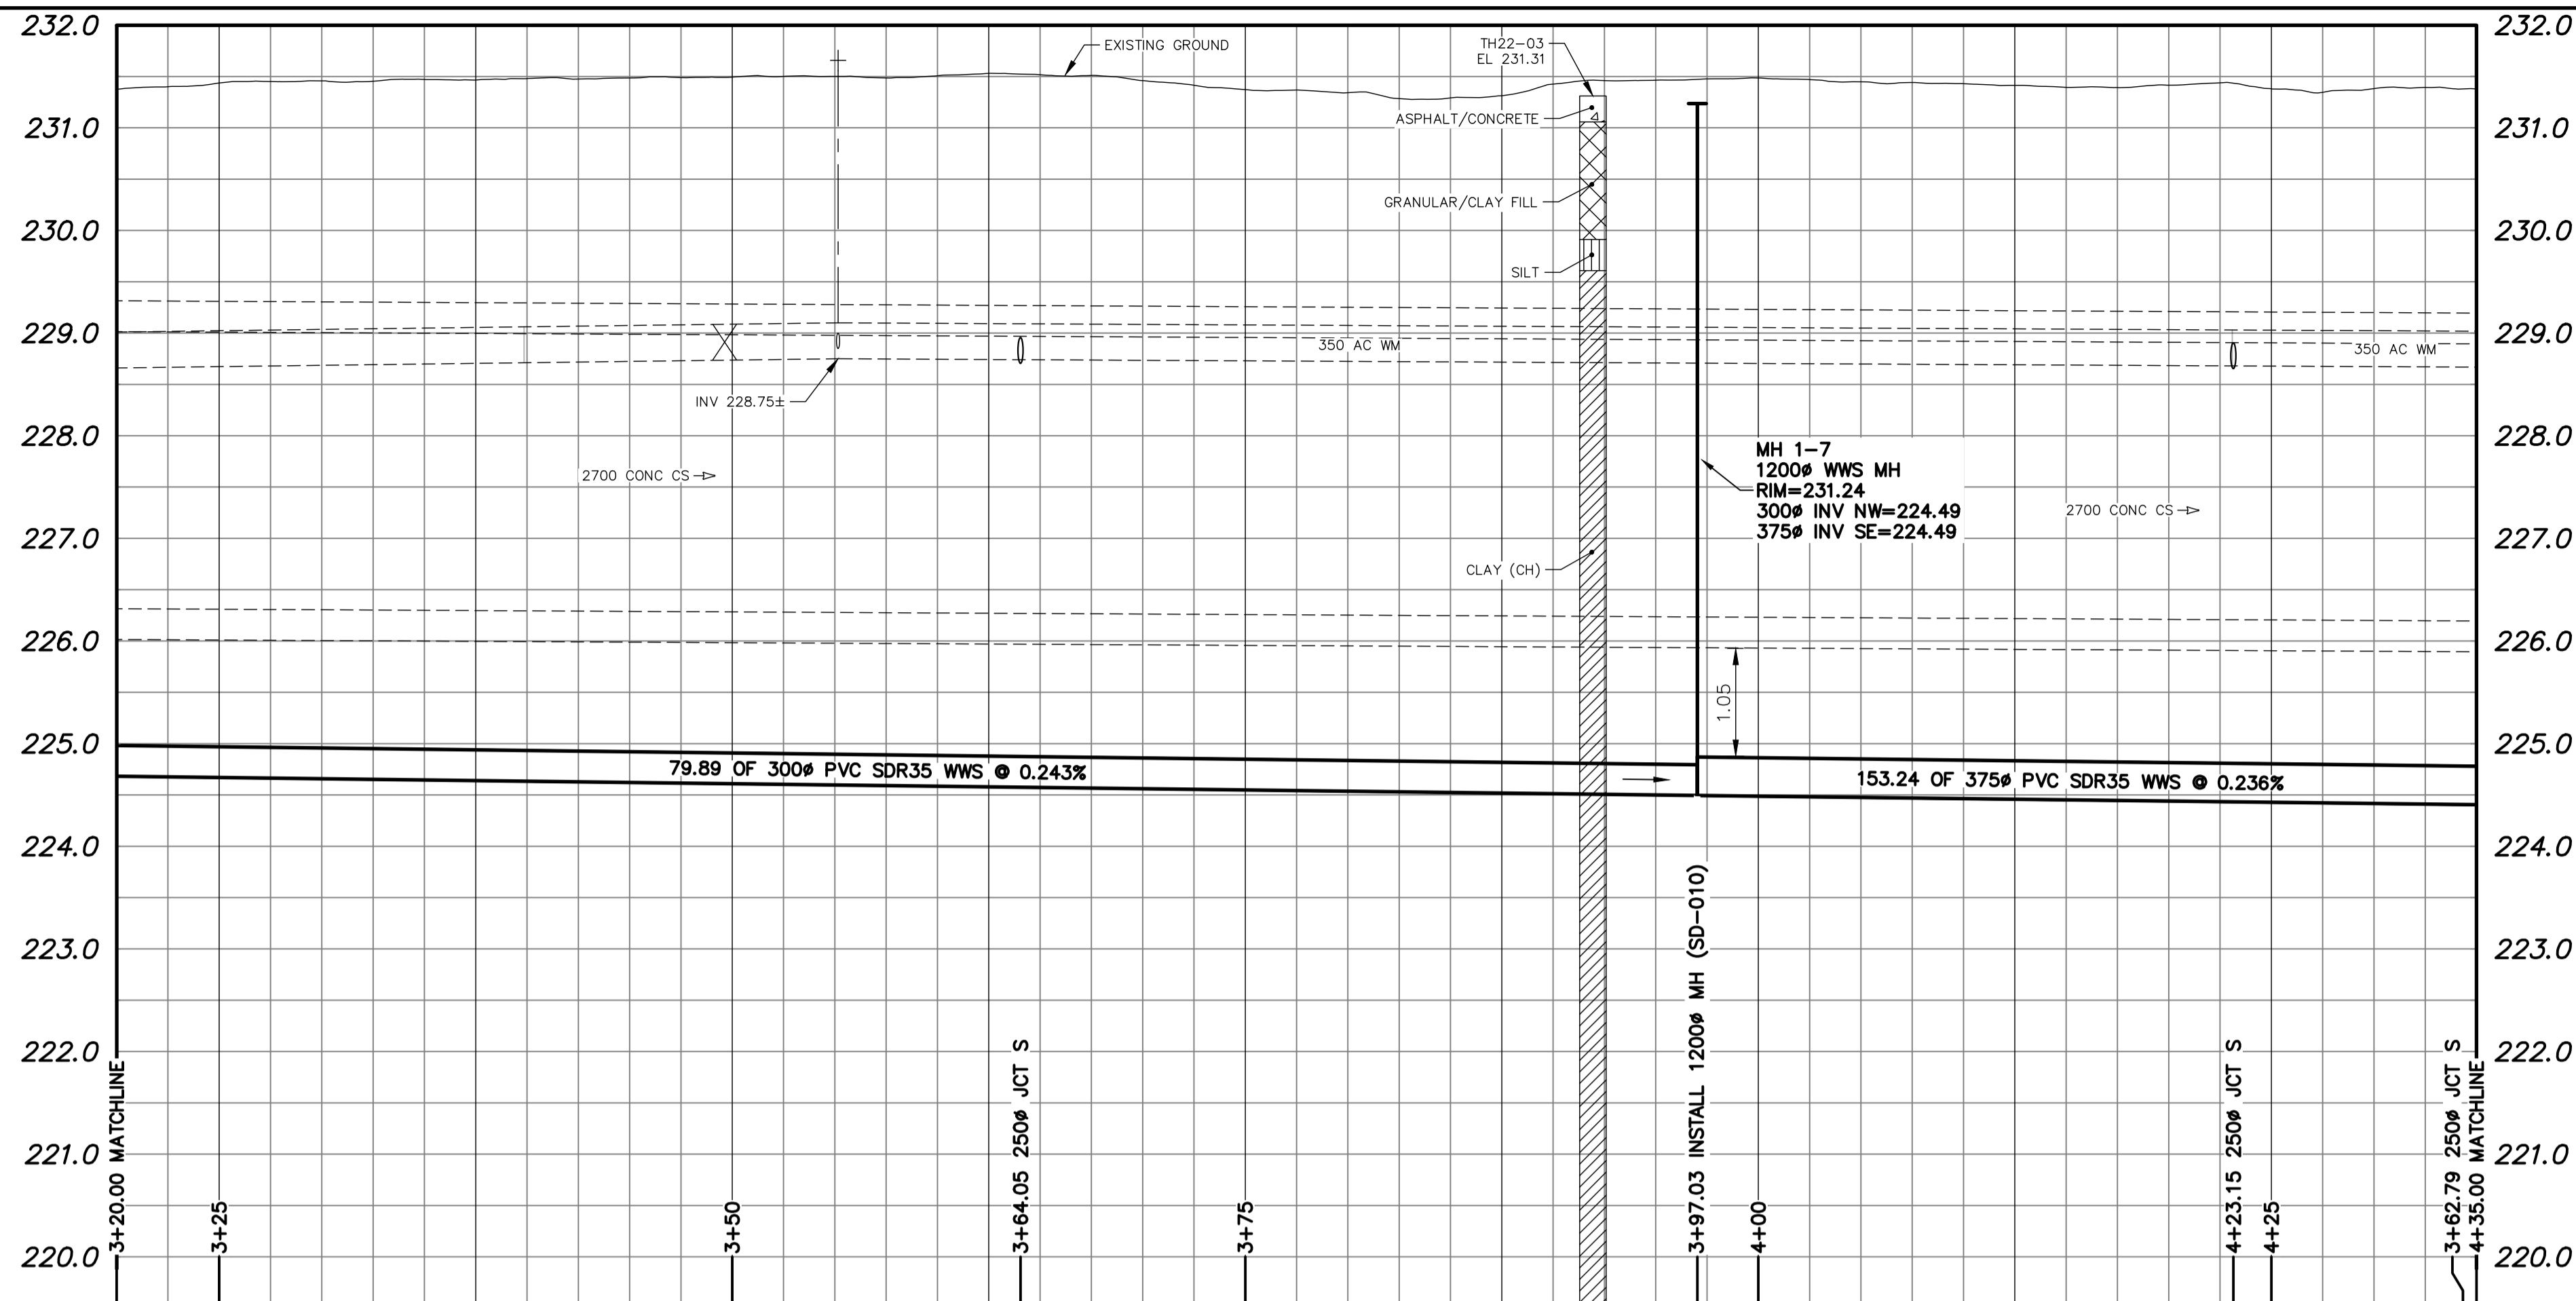 232.0
231.0
230.0
229.0
228.0
227.0
226.0
225.0
224.0
223.0
222.0
221.0
220.0
EXISTING GROUND
TH22-03
EL 231.31
ASPHALT/CONCRETE
GRANULAR/CLAY FILL
SILT
350 AC WM
350 AC WM
INV 228.75±
2700 CONC CS
MH 1-7
1200ø WWS MH
RIM=231.24
300ø INV NW=224.49
375ø INV SE=224.49
2700 CONC CS
CLAY (CH)
1.05
79.89 OF 300ø PVC SDR35 WWS @ 0.243%
153.24 OF 375ø PVC SDR35 WWS @ 0.236%
3+20.00 MATCHLINE
3+25
3+50
3+64.05 250ø JCT S
3+75
3+97.03 INSTALL 1200ø MH (SD-010)
4+00
4+23.15 250ø JCT S
4+25
3+62.79 250ø JCT S
4+35.00 MATCHLINE
232.0
231.0
230.0
229.0
228.0
227.0
226.0
225.0
224.0
223.0
222.0
221.0
220.0